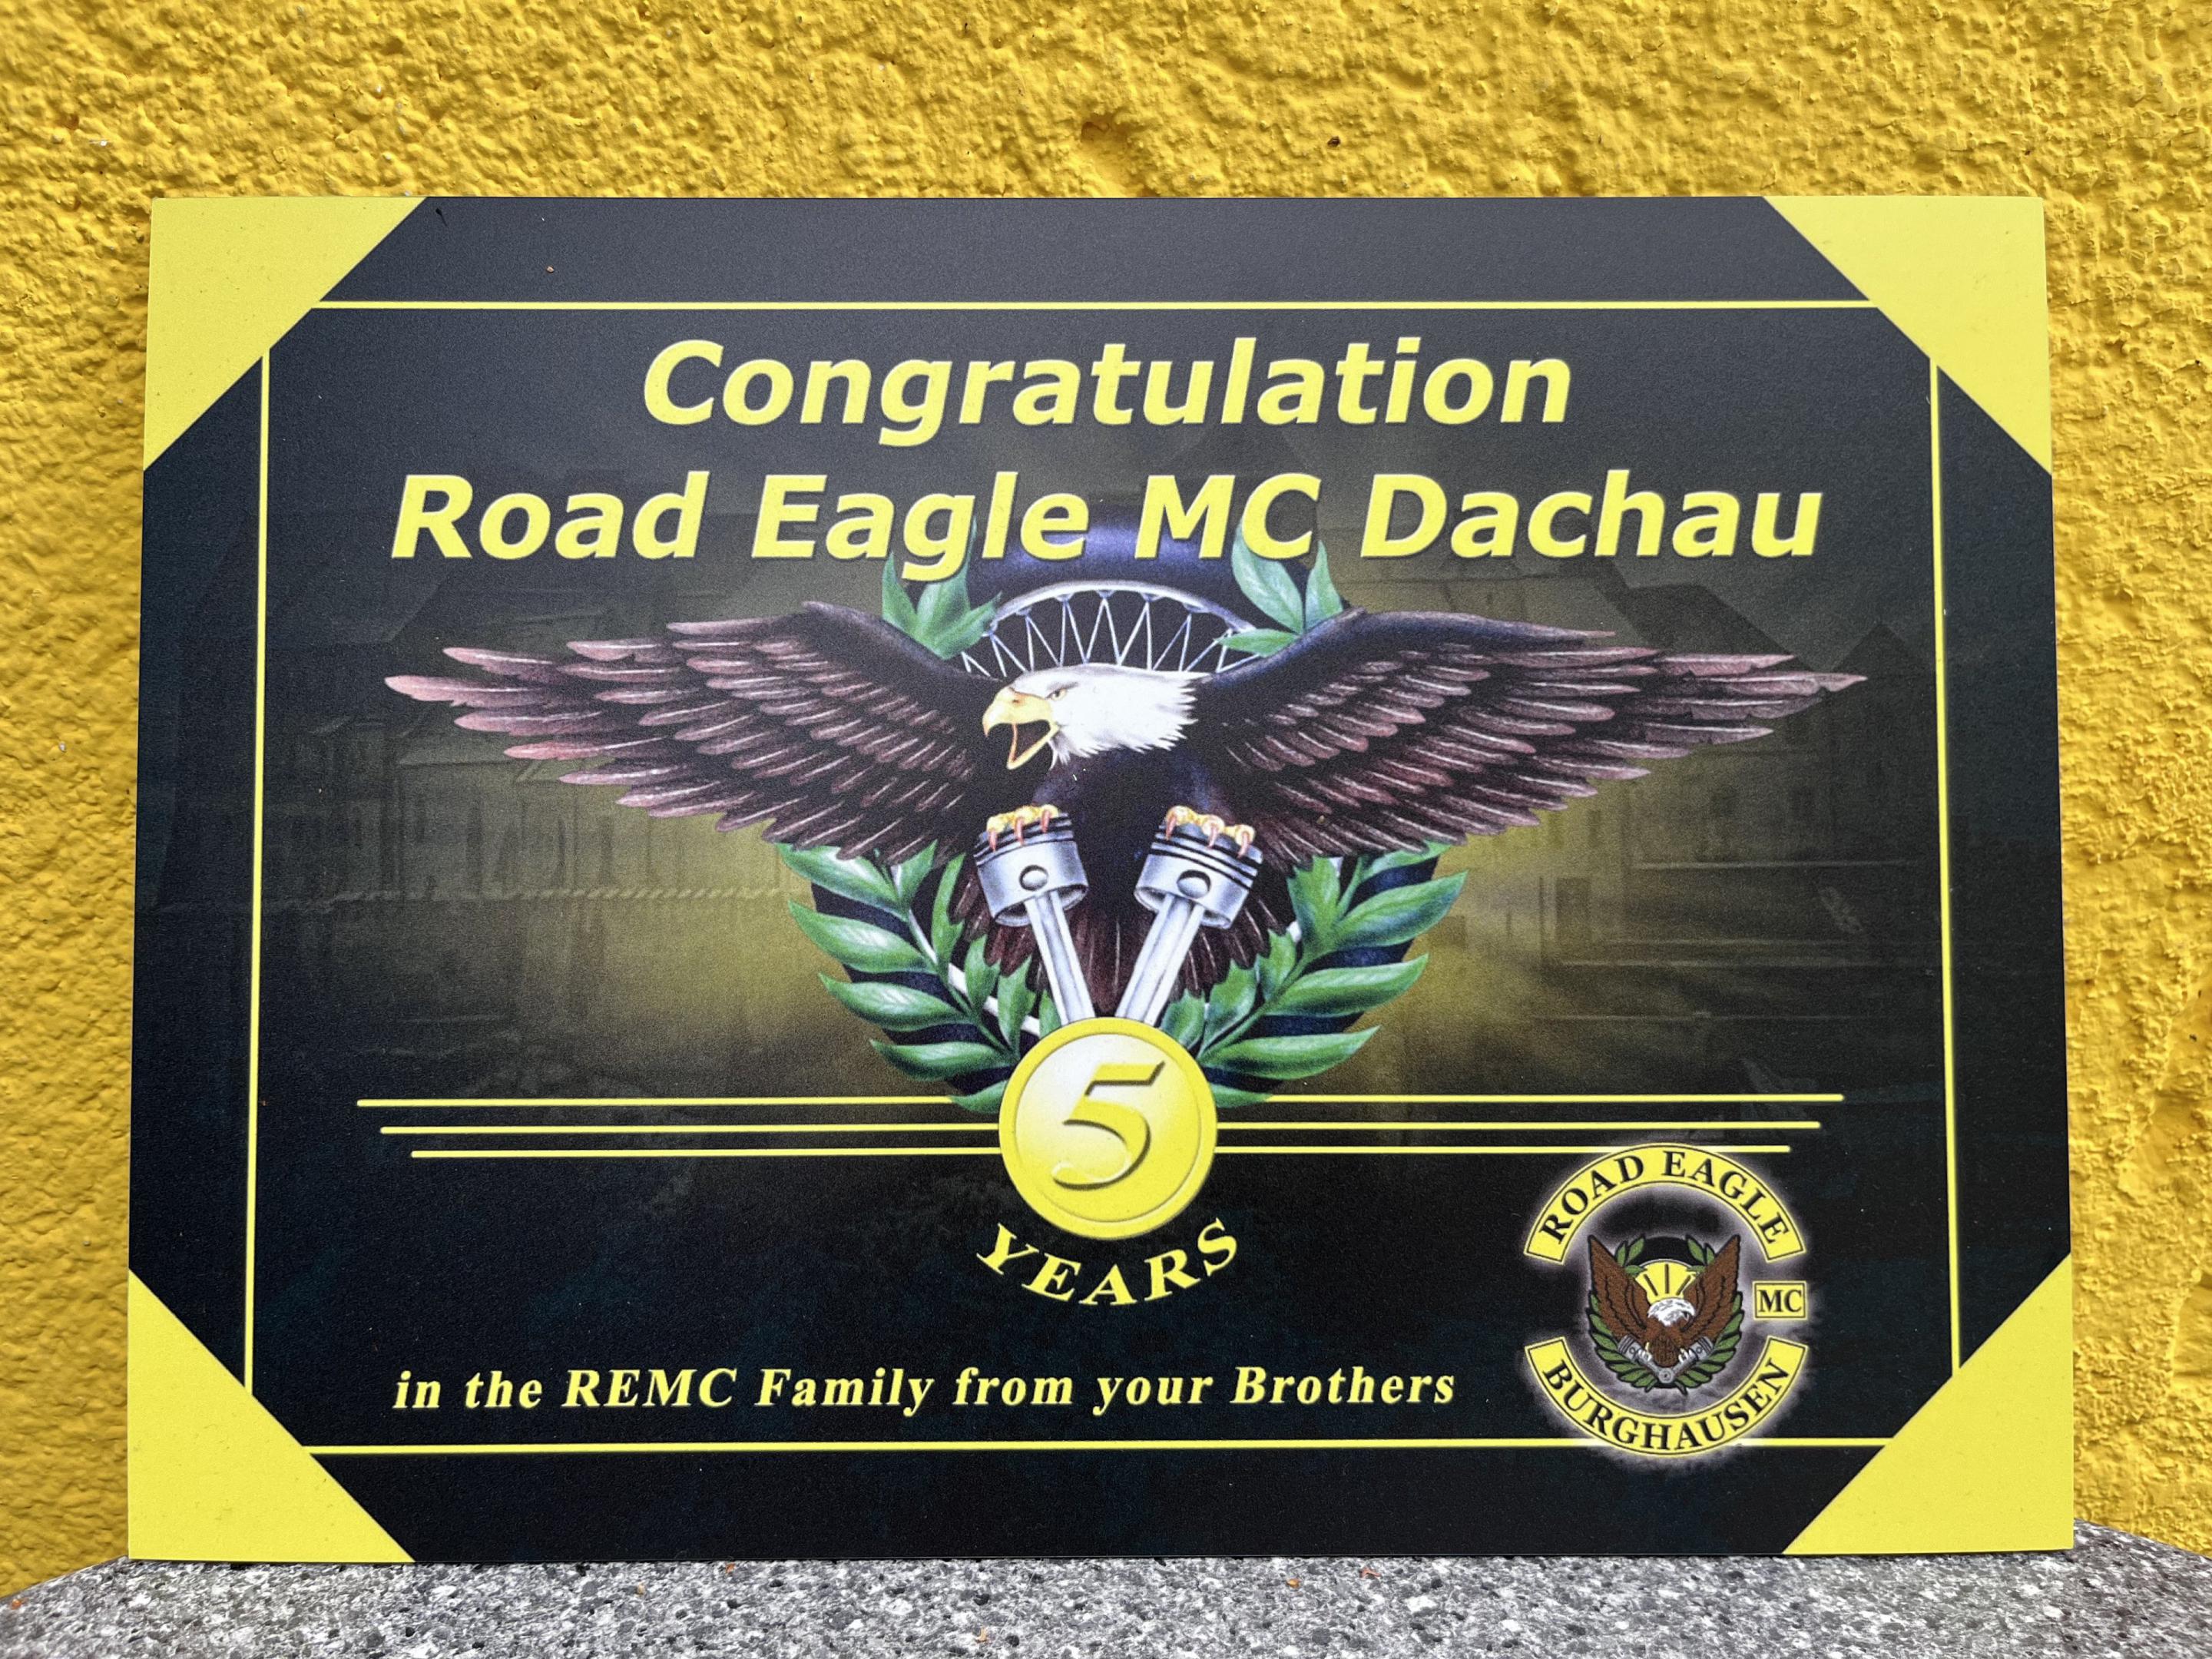 Congratulation
Road Eagle MC Dachau
5
YEARS
in the REMC Family from your Brothers
ROAD EAGLE
MC
BURGHAUSEN